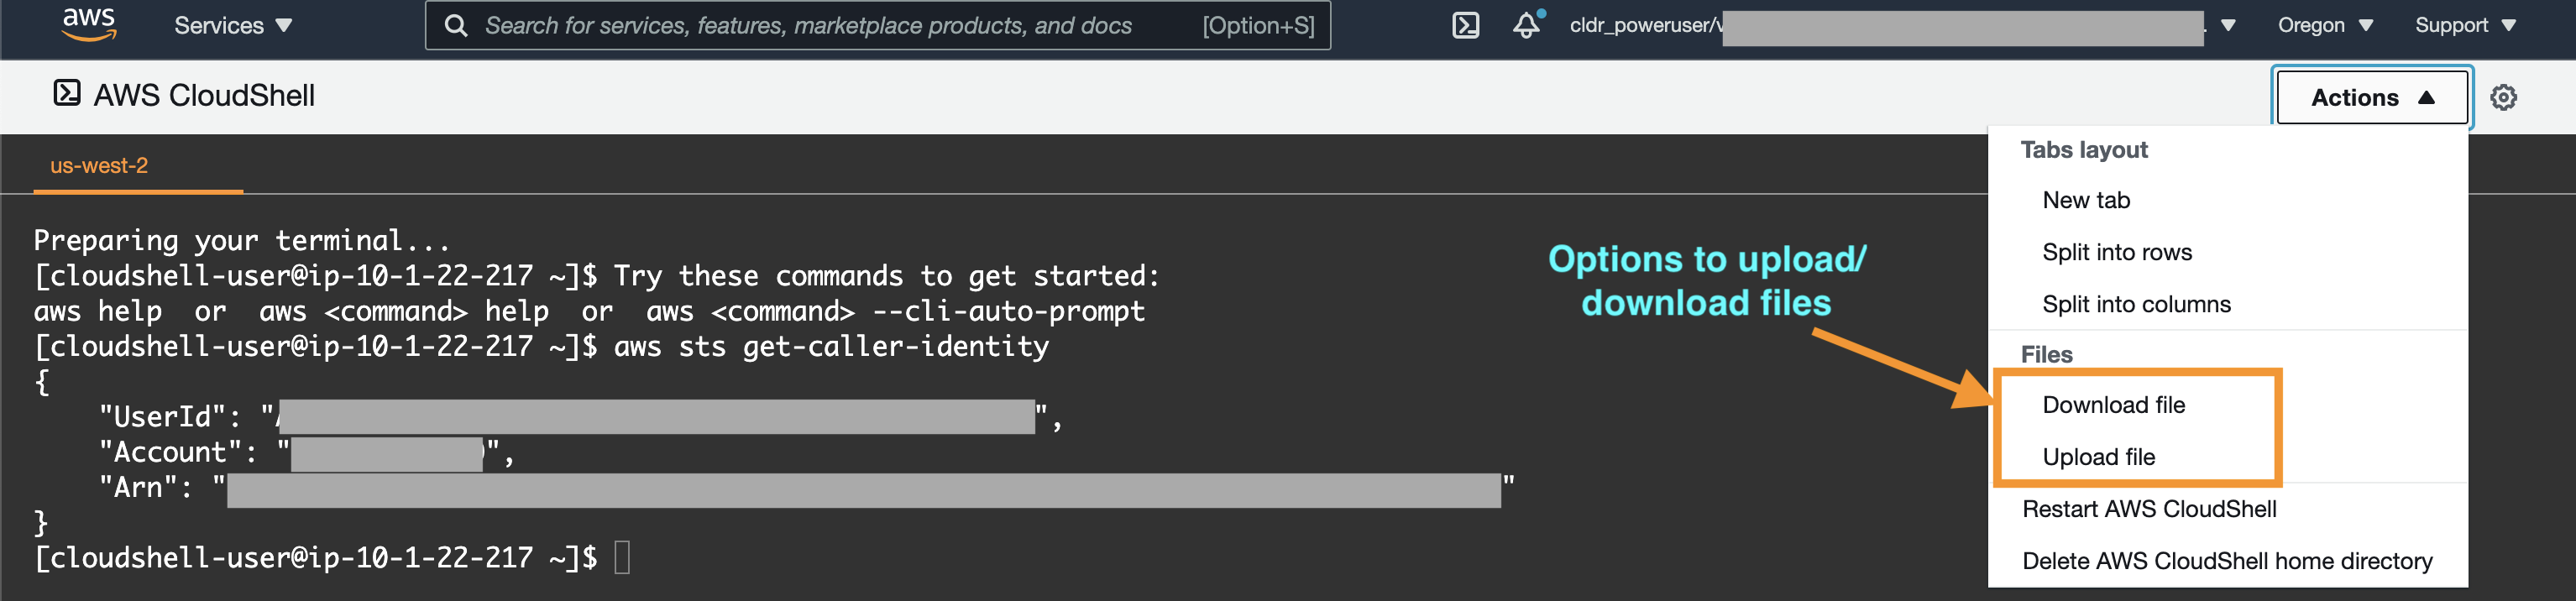 aws
Services
Search for services, features, marketplace products, and docs [Option+S]
cldr_poweruser/
Oregon
Support
AWS CloudShell
Actions
us-west-2
Preparing your terminal...
[cloudshell-user@ip-10-1-22-217 ~]$ Try these commands to get started:
aws help  or  aws <command> help  or  aws <command> --cli-auto-prompt
[cloudshell-user@ip-10-1-22-217 ~]$ aws sts get-caller-identity
{
    "UserId": "",
    "Account": "",
    "Arn": ""
}
[cloudshell-user@ip-10-1-22-217 ~]$
Options to upload/
download files
Tabs layout
New tab
Split into rows
Split into columns
Files
Download file
Upload file
Restart AWS CloudShell
Delete AWS CloudShell home directory